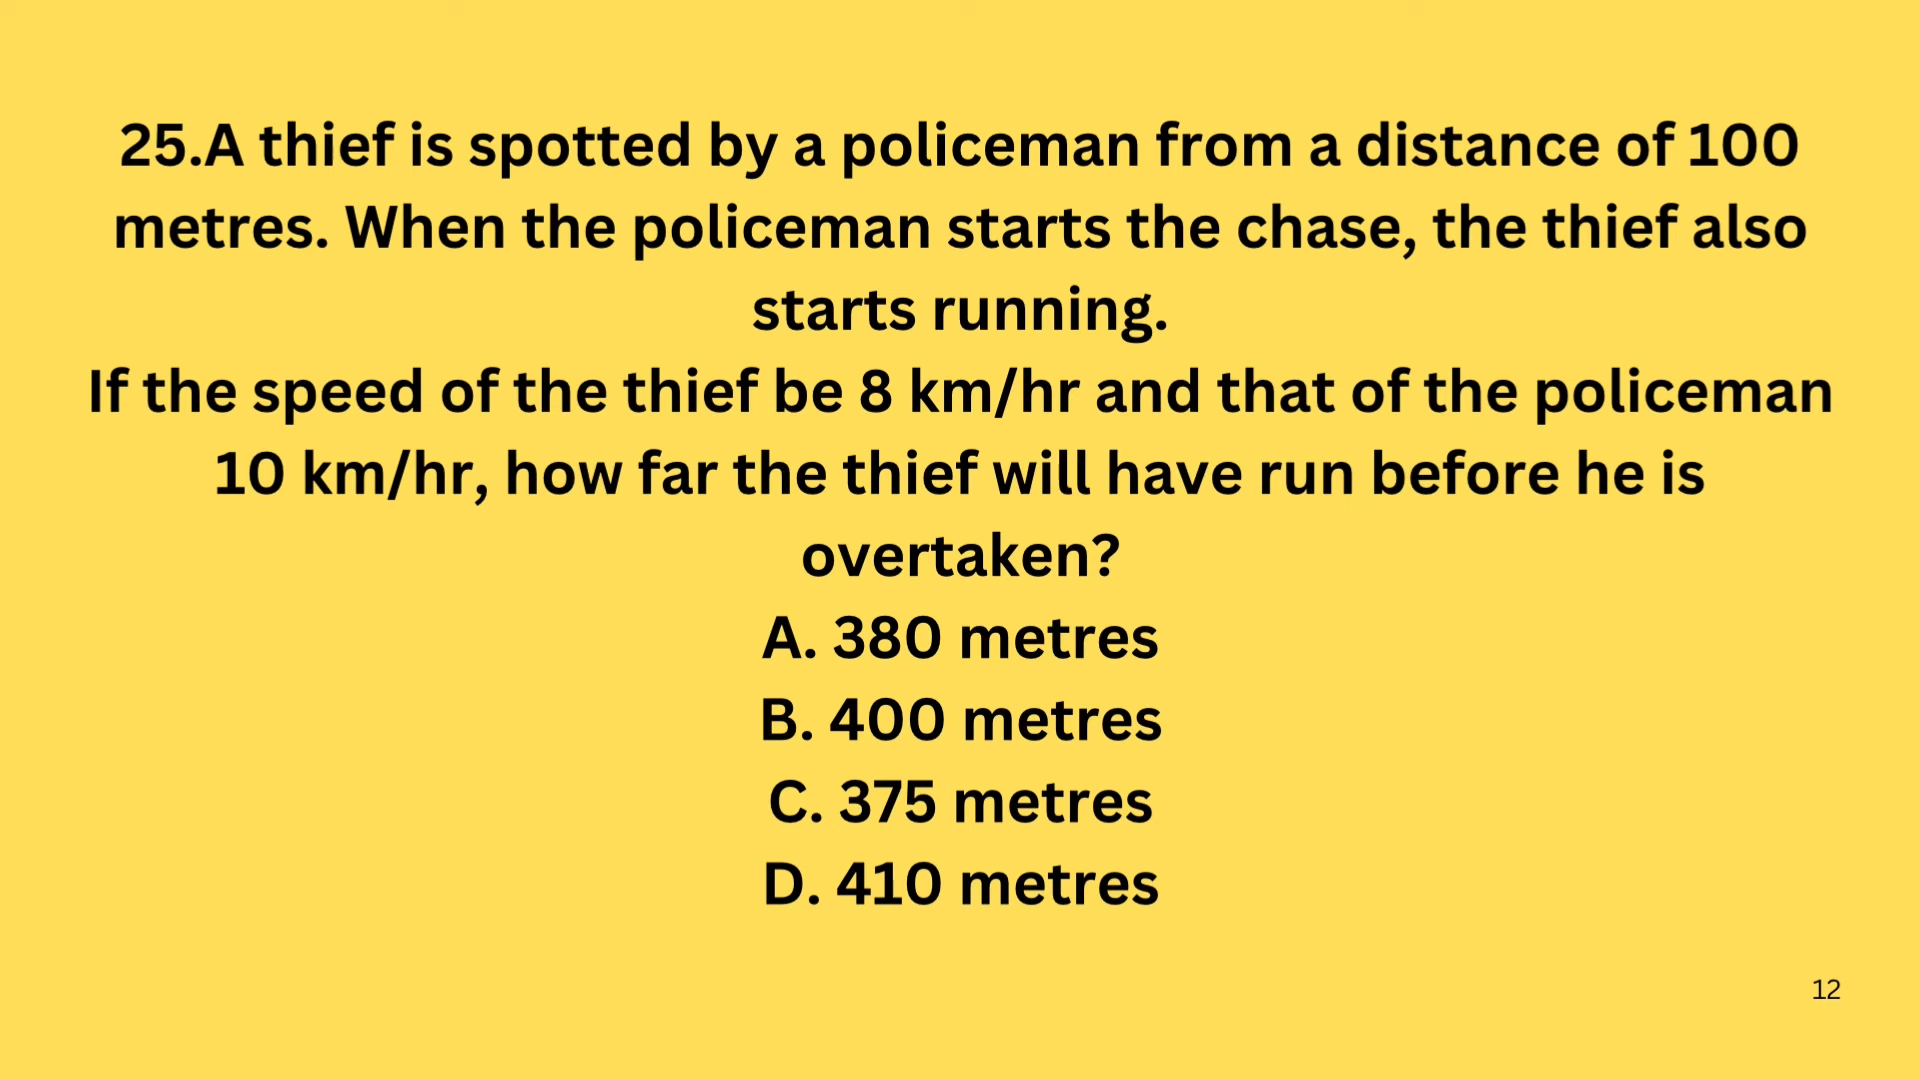 25.A thief is spotted by a policeman from a distance of 100
metres. When the policeman starts the chase, the thief also
starts running.
If the speed of the thief be 8 km/hr and that of the policeman
10 km/hr, how far the thief will have run before he is
overtaken?
A. 380 metres
B. 400 metres
C. 375 metres
D. 410 metres
12